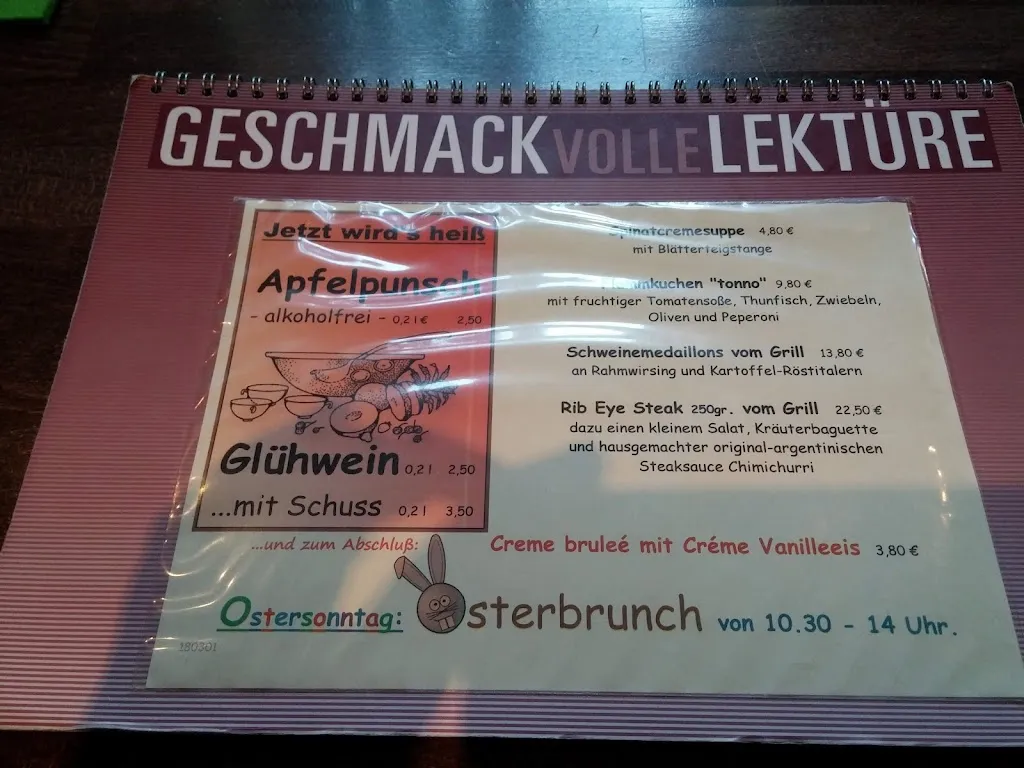 GESCHMACKVOLLELEKTÜRE
Jetzt wird's heiß
Apfelpunsch
- alkoholfrei - 0,2 l € 2,50
Glühwein 0,2 l 2,50
...mit Schuss 0,2 l 3,50
Spinatcremesuppe 4,80 €
mit Blätterteigstange
"tonno" 9,80 €
mit fruchtiger Tomatensoße, Thunfisch, Zwiebeln,
Oliven und Peperoni
Schweinemedaillons vom Grill 13,80 €
an Rahmwirsing und Kartoffel-Röstitalern
Rib Eye Steak 250gr. vom Grill 22,50 €
dazu einen kleinem Salat, Kräuterbaguette
und hausgemachter original-argentinischen
Steaksauce Chimichurri
...und zum Abschluß: Creme bruleé mit Créme Vanilleeis 3,80 €
Ostersonntag: Osterbrunch von 10.30 - 14 Uhr.
180301